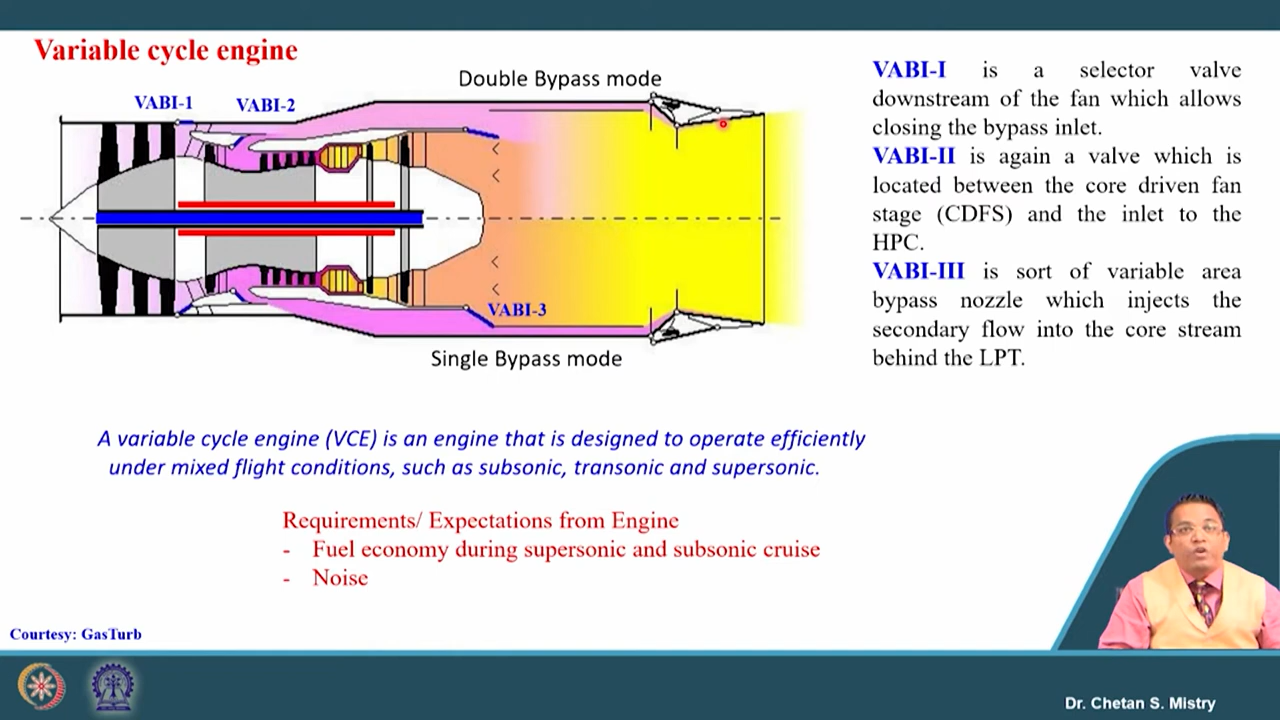 Variable cycle engine
Double Bypass mode
VABI-1
VABI-2
VABI-3
Single Bypass mode
VABI-I is a selector valve
downstream of the fan which allows
closing the bypass inlet.
VABI-II is again a valve which is
located between the core driven fan
stage (CDFS) and the inlet to the
HPC.
VABI-III is sort of variable area
bypass nozzle which injects the
secondary flow into the core stream
behind the LPT.
A variable cycle engine (VCE) is an engine that is designed to operate efficiently
under mixed flight conditions, such as subsonic, transonic and supersonic.
Requirements/ Expectations from Engine
- Fuel economy during supersonic and subsonic cruise
- Noise
Courtesy: GasTurb
Dr. Chetan S. Mistry